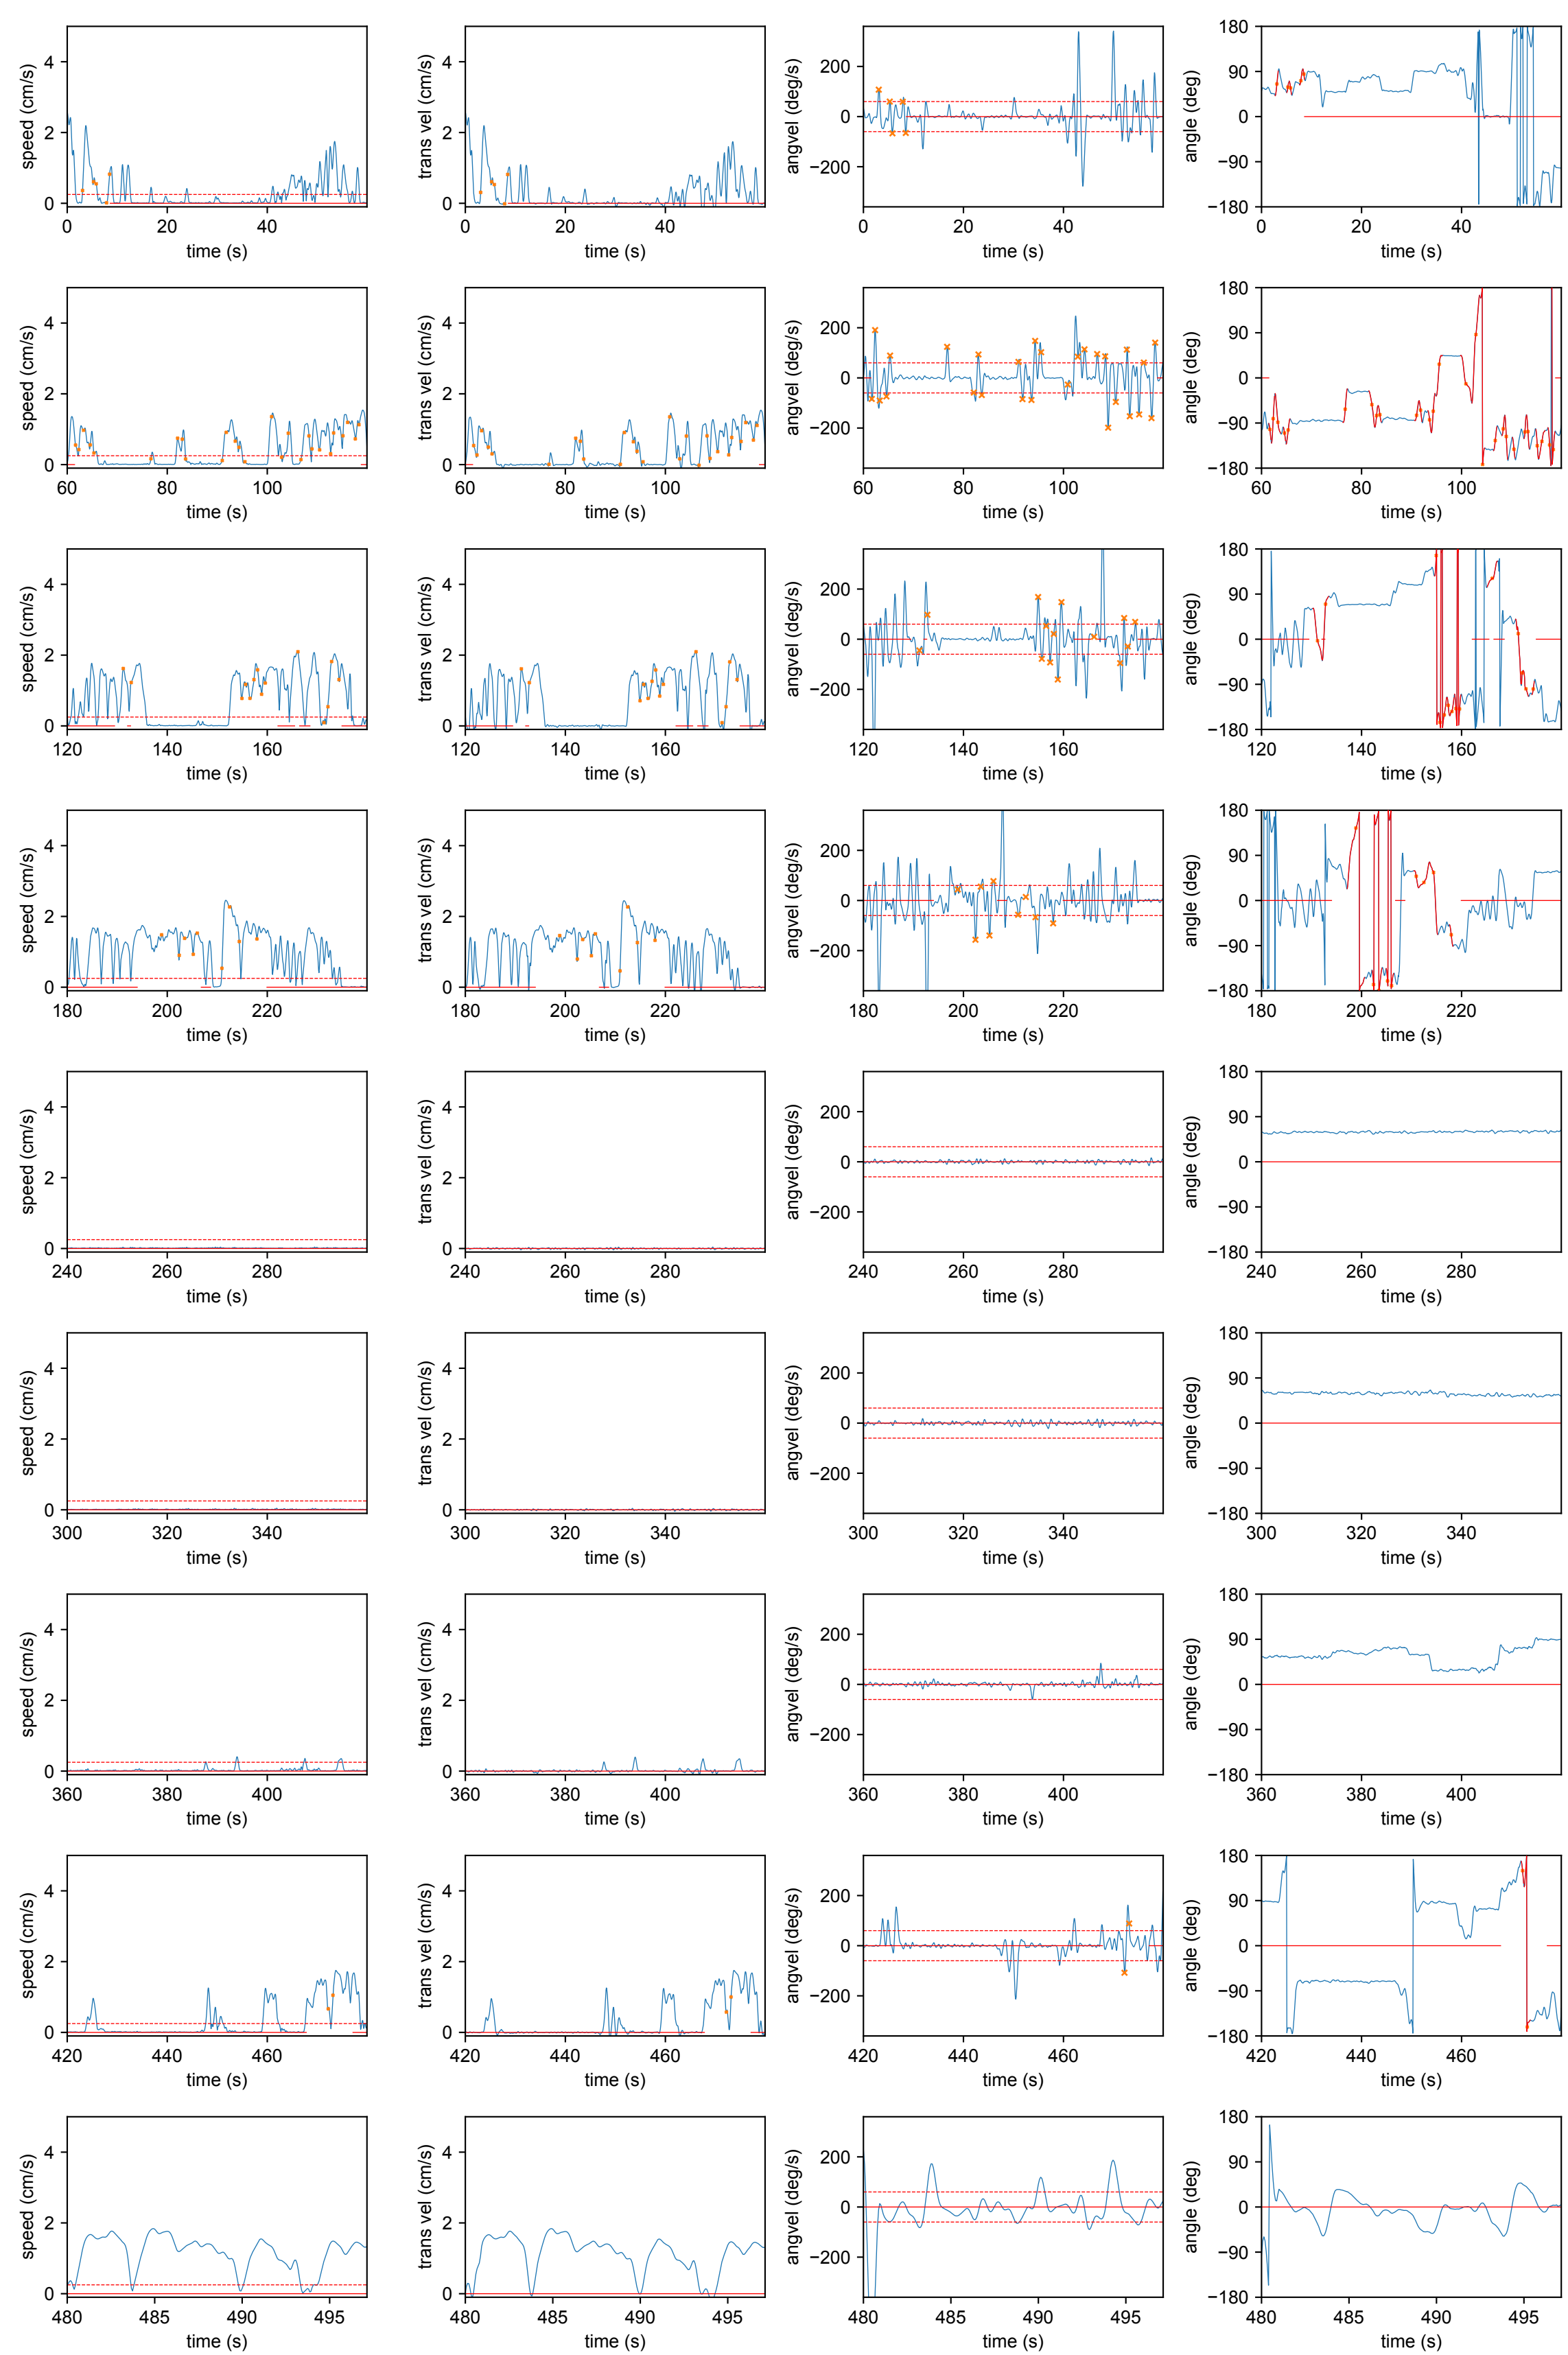 speed (cm/s) 4 2 0 0 20 40 time (s)
trans vel (cm/s) 4 2 0 0 20 40 time (s)
angvel (deg/s) 200 0 −200 0 20 40 time (s)
angle (deg) 180 90 0 −90 −180 0 20 40 time (s)
speed (cm/s) 4 2 0 60 80 100 time (s)
trans vel (cm/s) 4 2 0 60 80 100 time (s)
angvel (deg/s) 200 0 −200 60 80 100 time (s)
angle (deg) 180 90 0 −90 −180 60 80 100 time (s)
speed (cm/s) 4 2 0 120 140 160 time (s)
trans vel (cm/s) 4 2 0 120 140 160 time (s)
angvel (deg/s) 200 0 −200 120 140 160 time (s)
angle (deg) 180 90 0 −90 −180 120 140 160 time (s)
speed (cm/s) 4 2 0 180 200 220 time (s)
trans vel (cm/s) 4 2 0 180 200 220 time (s)
angvel (deg/s) 200 0 −200 180 200 220 time (s)
angle (deg) 180 90 0 −90 −180 180 200 220 time (s)
speed (cm/s) 4 2 0 240 260 280 time (s)
trans vel (cm/s) 4 2 0 240 260 280 time (s)
angvel (deg/s) 200 0 −200 240 260 280 time (s)
angle (deg) 180 90 0 −90 −180 240 260 280 time (s)
speed (cm/s) 4 2 0 300 320 340 time (s)
trans vel (cm/s) 4 2 0 300 320 340 time (s)
angvel (deg/s) 200 0 −200 300 320 340 time (s)
angle (deg) 180 90 0 −90 −180 300 320 340 time (s)
speed (cm/s) 4 2 0 360 380 400 time (s)
trans vel (cm/s) 4 2 0 360 380 400 time (s)
angvel (deg/s) 200 0 −200 360 380 400 time (s)
angle (deg) 180 90 0 −90 −180 360 380 400 time (s)
speed (cm/s) 4 2 0 420 440 460 time (s)
trans vel (cm/s) 4 2 0 420 440 460 time (s)
angvel (deg/s) 200 0 −200 420 440 460 time (s)
angle (deg) 180 90 0 −90 −180 420 440 460 time (s)
speed (cm/s) 4 2 0 480 485 490 495 time (s)
trans vel (cm/s) 4 2 0 480 485 490 495 time (s)
angvel (deg/s) 200 0 −200 480 485 490 495 time (s)
angle (deg) 180 90 0 −90 −180 480 485 490 495 time (s)